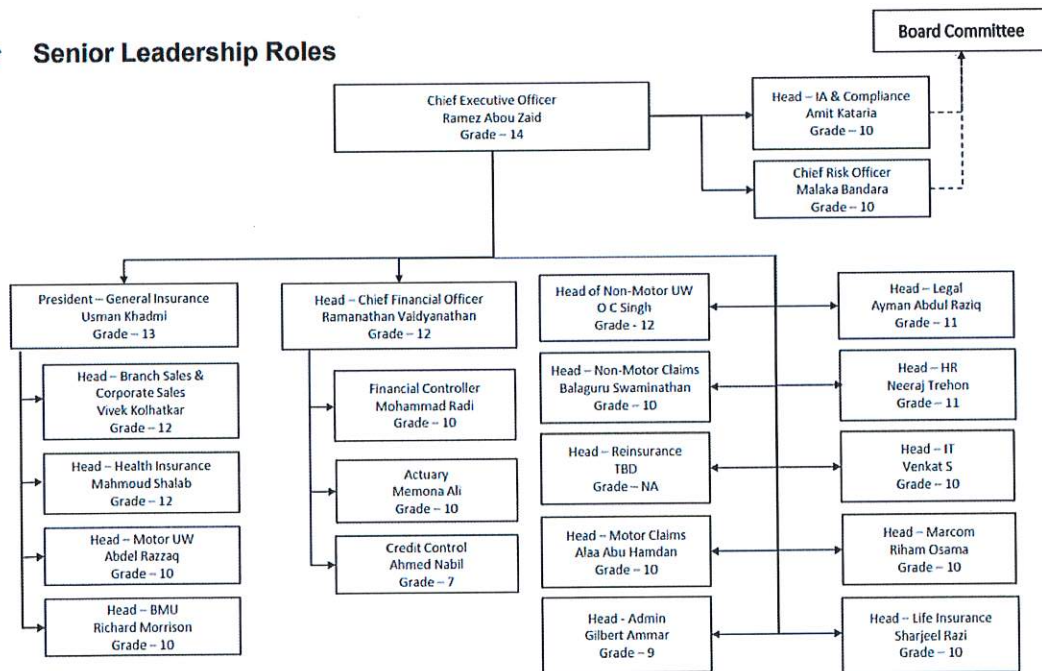 Senior Leadership Roles
Board Committee
Chief Executive Officer
Ramez Abou Zaid
Grade – 14
Head – IA & Compliance
Amit Kataria
Grade – 10
Chief Risk Officer
Malaka Bandara
Grade – 10
President – General Insurance
Usman Khadmi
Grade – 13
Head – Branch Sales &
Corporate Sales
Vivek Kolhatkar
Grade – 12
Head – Health Insurance
Mahmoud Shalab
Grade – 12
Head – Motor UW
Abdel Razzaq
Grade – 10
Head – BMU
Richard Morrison
Grade – 10
Head – Chief Financial Officer
Ramanathan Vaidyanathan
Grade – 12
Financial Controller
Mohammad Radi
Grade – 10
Actuary
Memona Ali
Grade – 10
Credit Control
Ahmed Nabil
Grade – 7
Head of Non-Motor UW
O C Singh
Grade - 12
Head – Non-Motor Claims
Balaguru Swaminathan
Grade – 10
Head – Reinsurance
TBD
Grade – NA
Head – Motor Claims
Alaa Abu Hamdan
Grade – 10
Head - Admin
Gilbert Ammar
Grade – 9
Head – Legal
Ayman Abdul Raziq
Grade – 11
Head – HR
Neeraj Trehon
Grade – 11
Head – IT
Venkat S
Grade – 10
Head – Marcom
Riham Osama
Grade – 10
Head – Life Insurance
Sharjeel Razi
Grade – 10